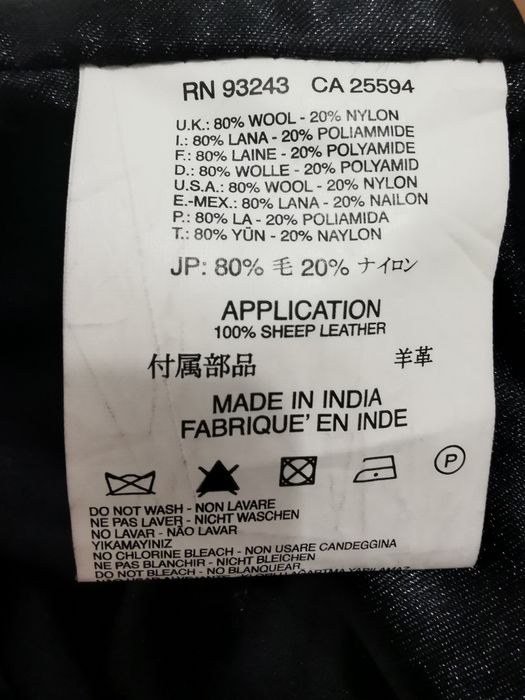 RN 93243 CA 25594
U.K.: 80% WOOL - 20% NYLON
I.: 80% LANA - 20% POLIAMMIDE
F.: 80% LAINE - 20% POLYAMIDE
D.: 80% WOLLE - 20% POLYAMID
U.S.A.: 80% WOOL - 20% NYLON
E.-MEX.: 80% LANA - 20% NAILON
P.: 80% LA - 20% POLIAMIDA
T.: 80% YŪN - 20% NAYLON
JP: 80% 毛 20% ナイロン
APPLICATION
100% SHEEP LEATHER
付属部品 羊革
MADE IN INDIA
FABRIQUE' EN INDE
P
DO NOT WASH - NON LAVARE
NE PAS LAVER - NICHT WASCHEN
NO LAVAR - NÃO LAVAR
YIKAMAYINIZ
NO CHLORINE BLEACH - NON USARE CANDEGGINA
NE PAS BLANCHIR - NICHT BLEICHEN
DO NOT BLEACH - NO BLANQUEAR